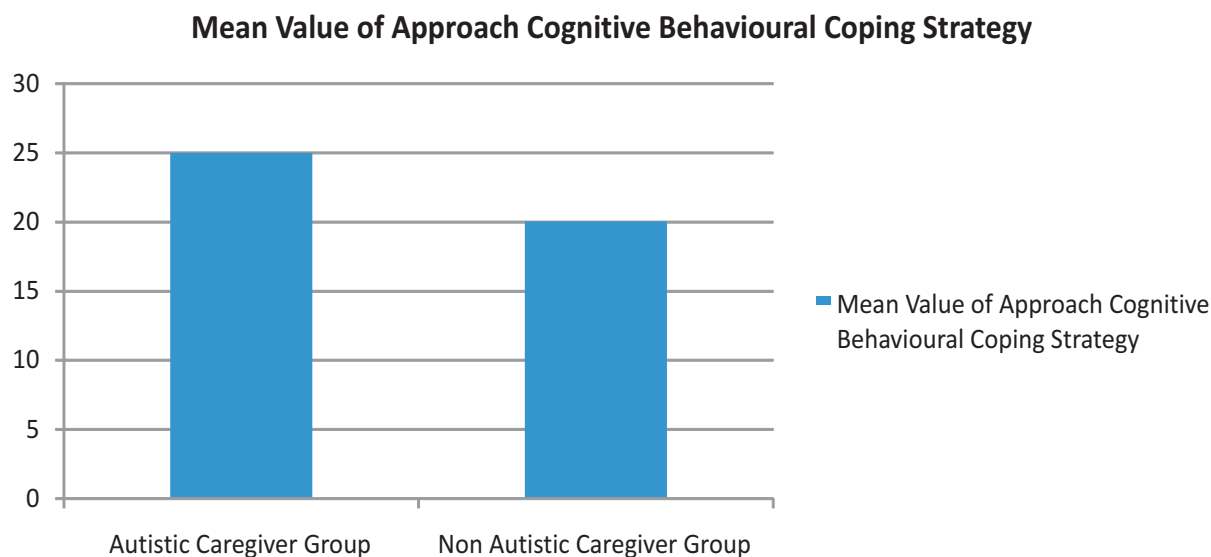 Mean Value of Approach Cognitive Behavioural Coping Strategy
30
25
20
15
10
5
0
Autistic Caregiver Group
Non Autistic Caregiver Group
Mean Value of Approach Cognitive
Behavioural Coping Strategy